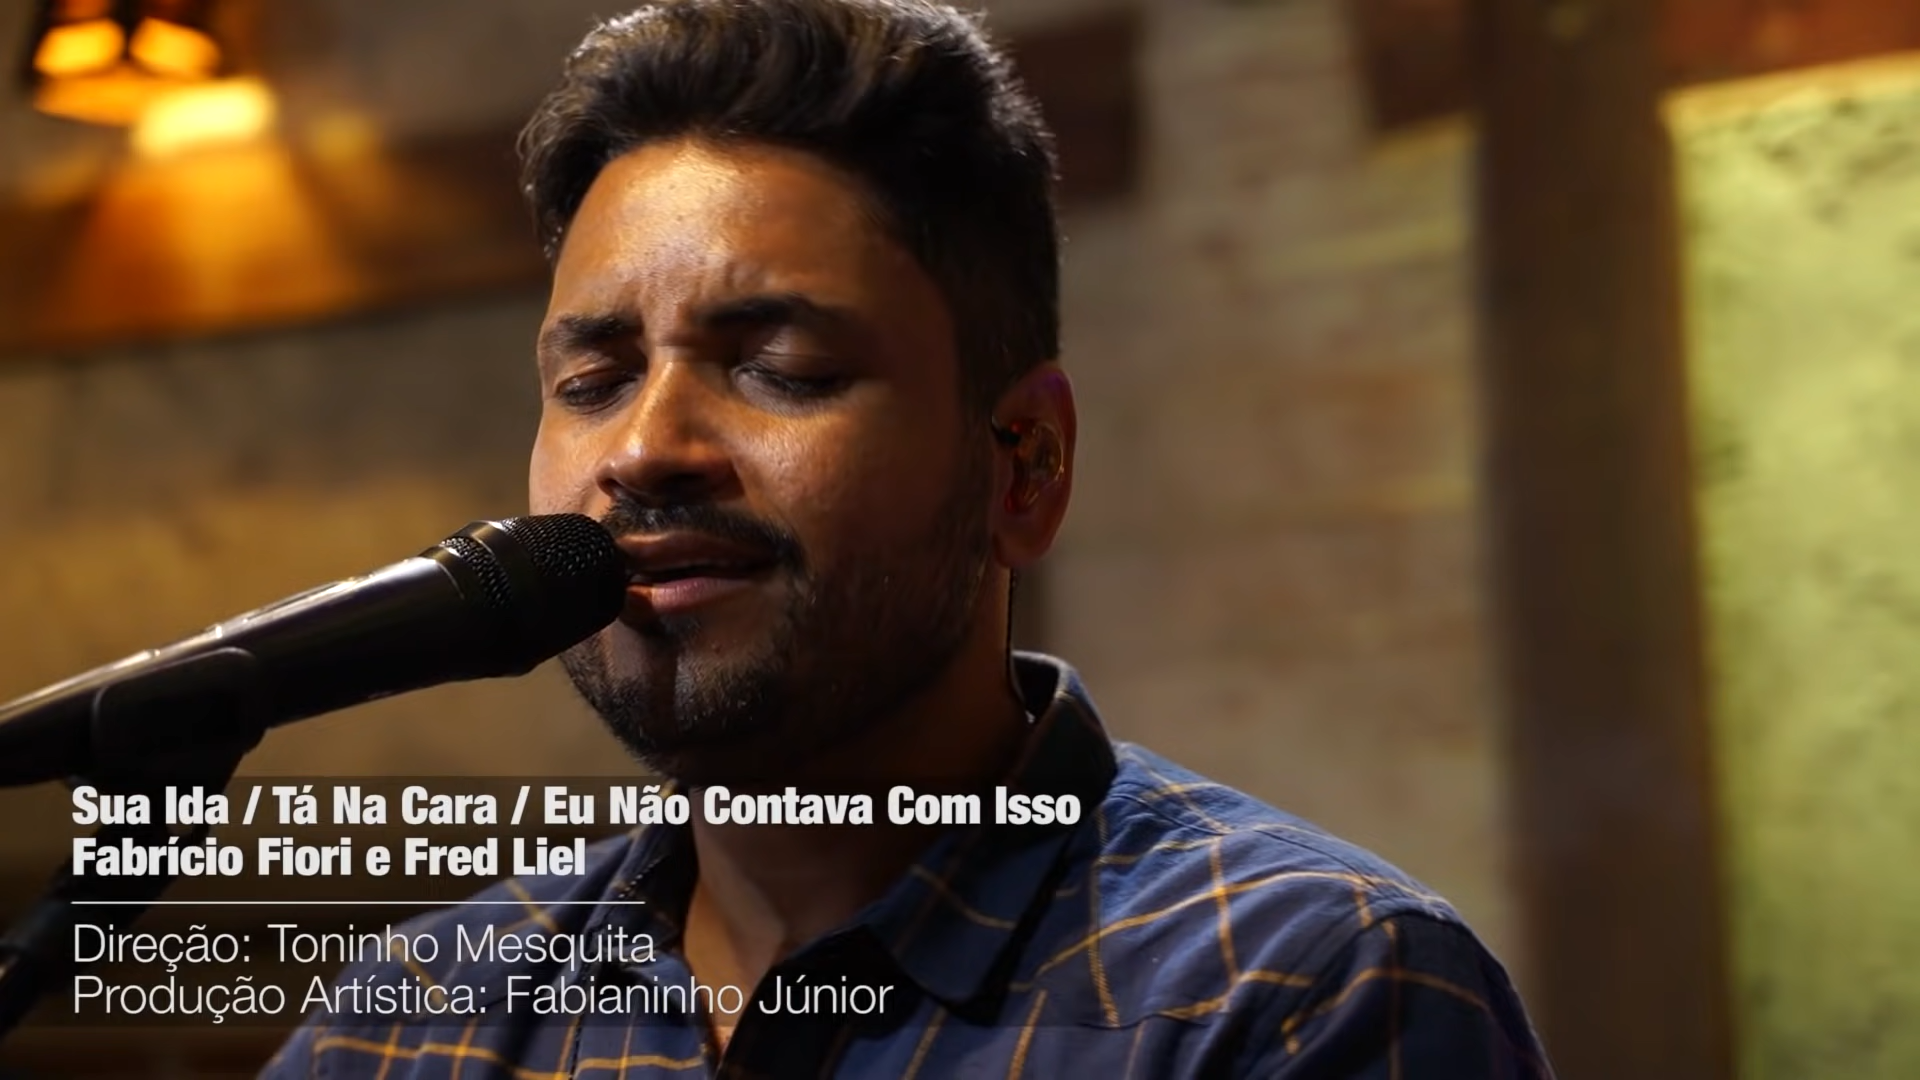 Sua Ida / Tá Na Cara / Eu Não Contava Com Isso
Fabrício Fiori e Fred Liel
Direção: Toninho Mesquita
Produção Artística: Fabianinho Júnior